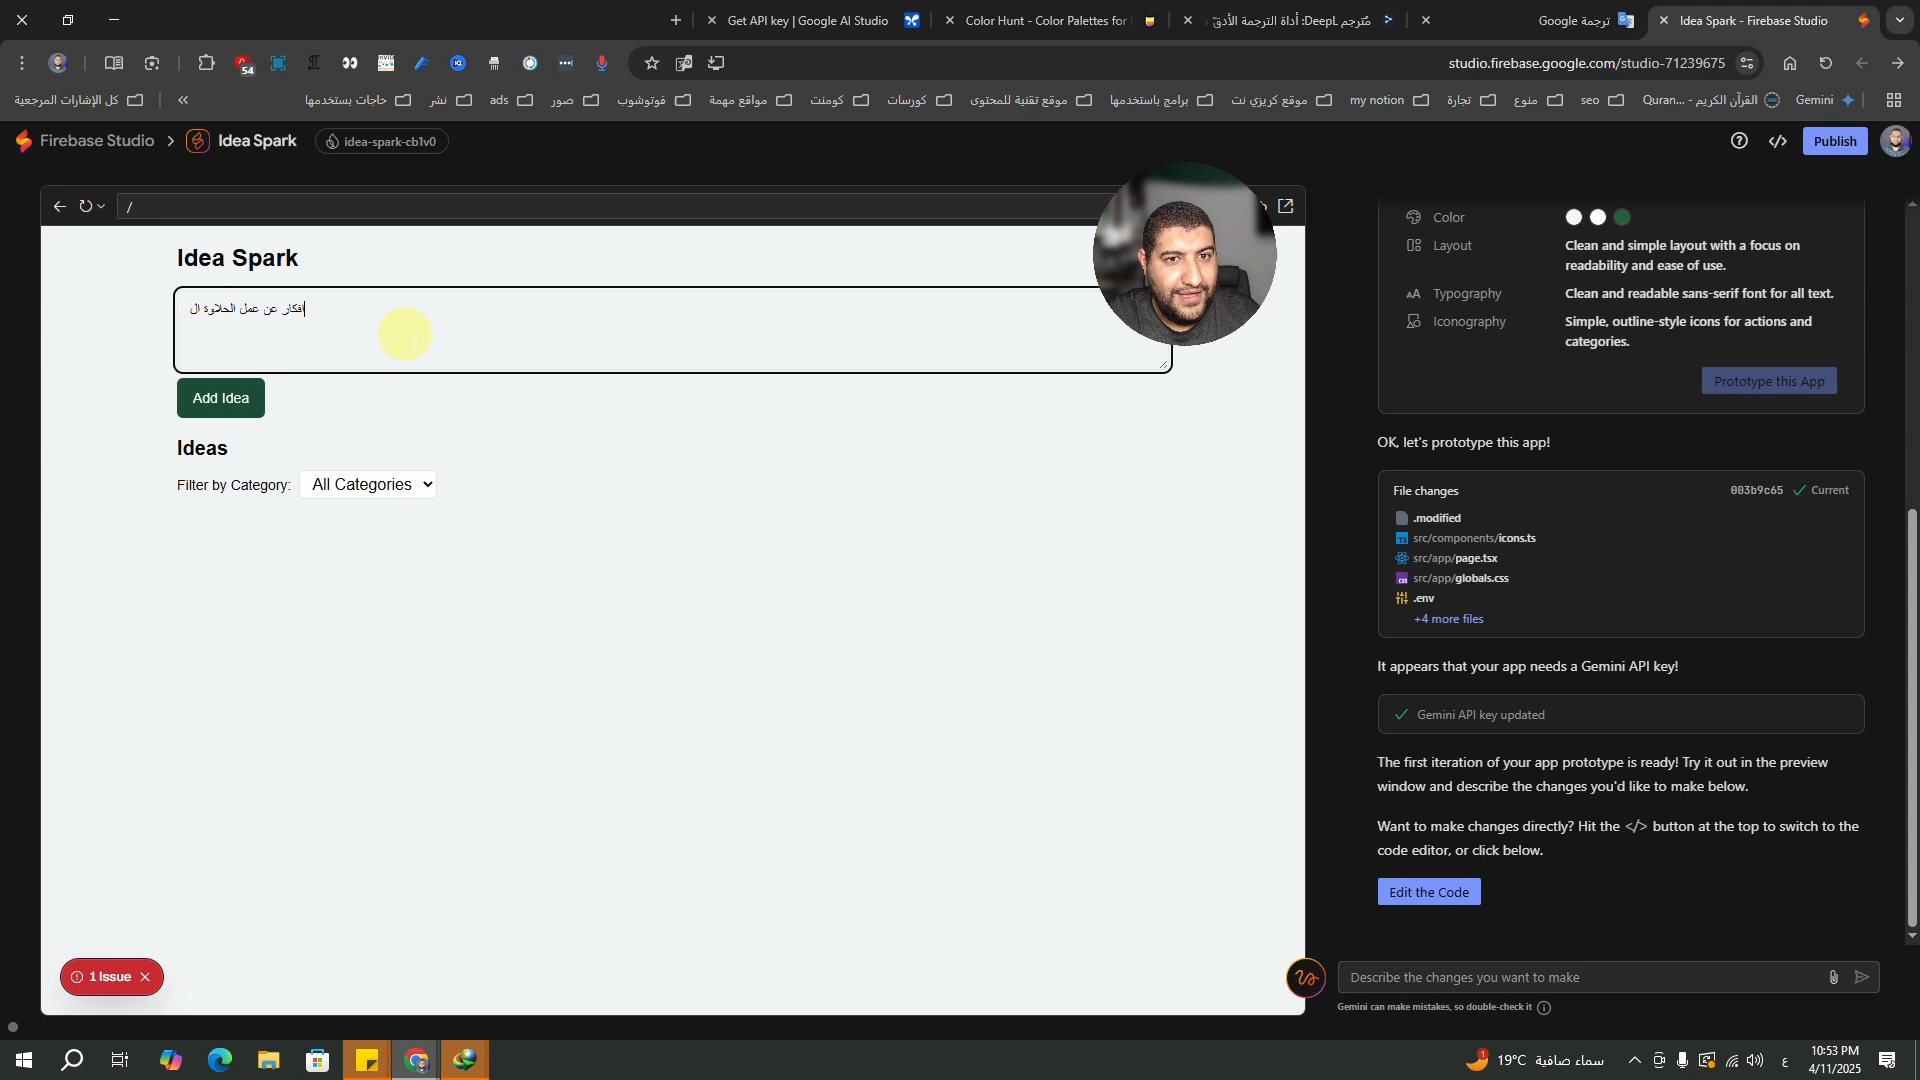 Get API key | Google AI Studio
Color Hunt - Color Palettes for
مُترجم DeepL: أداة الترجمة الأدقّ
ترجمة Google
Idea Spark - Firebase Studio
54
studio.firebase.google.com/studio-71239675
كل الإشارات المرجعية
حاجات بستخدمها
نشر
ads
صور
فوتوشوب
مواقع مهمة
كومنت
كورسات
موقع تقنية للمحتوى
برامج باستخدمها
موقع كريزي نت
my notion
تجارة
منوع
seo
القرآن الكريم - ...Quran
Gemini
Firebase Studio
Idea Spark
idea-spark-cb1v0
Publish
/
Idea Spark
افكار عن عمل الحلاوة ال
Add Idea
Ideas
Filter by Category:
All Categories
1 Issue
Color
Layout
Clean and simple layout with a focus on
readability and ease of use.
Typography
Clean and readable sans-serif font for all text.
Iconography
Simple, outline-style icons for actions and
categories.
Prototype this App
OK, let's prototype this app!
File changes
003b9c65
Current
.modified
src/components/icons.ts
src/app/page.tsx
src/app/globals.css
.env
+4 more files
It appears that your app needs a Gemini API key!
Gemini API key updated
The first iteration of your app prototype is ready! Try it out in the preview
window and describe the changes you'd like to make below.
Want to make changes directly? Hit the </> button at the top to switch to the
code editor, or click below.
Edit the Code
Describe the changes you want to make
Gemini can make mistakes, so double-check it
19°C سماء صافية
ع
10:53 PM
4/11/2025